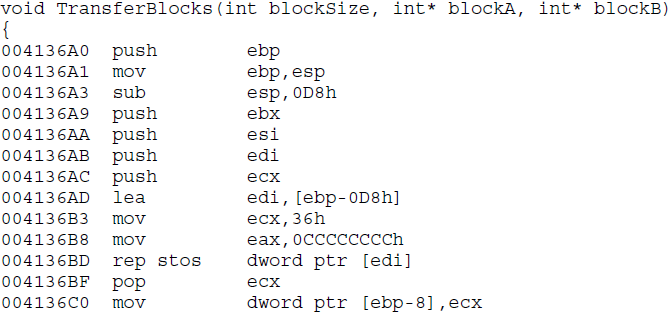 void TransferBlocks(int blockSize, int* blockA, int* blockB)
{
004136A0 push ebp
004136A1 mov ebp,esp
004136A3 sub esp,0D8h
004136A9 push ebx
004136AA push esi
004136AB push edi
004136AC push ecx
004136AD lea edi,[ebp-0D8h]
004136B3 mov ecx,36h
004136B8 mov eax,0CCCCCCCCh
004136BD rep stos dword ptr [edi]
004136BF pop ecx
004136C0 mov dword ptr [ebp-8],ecx